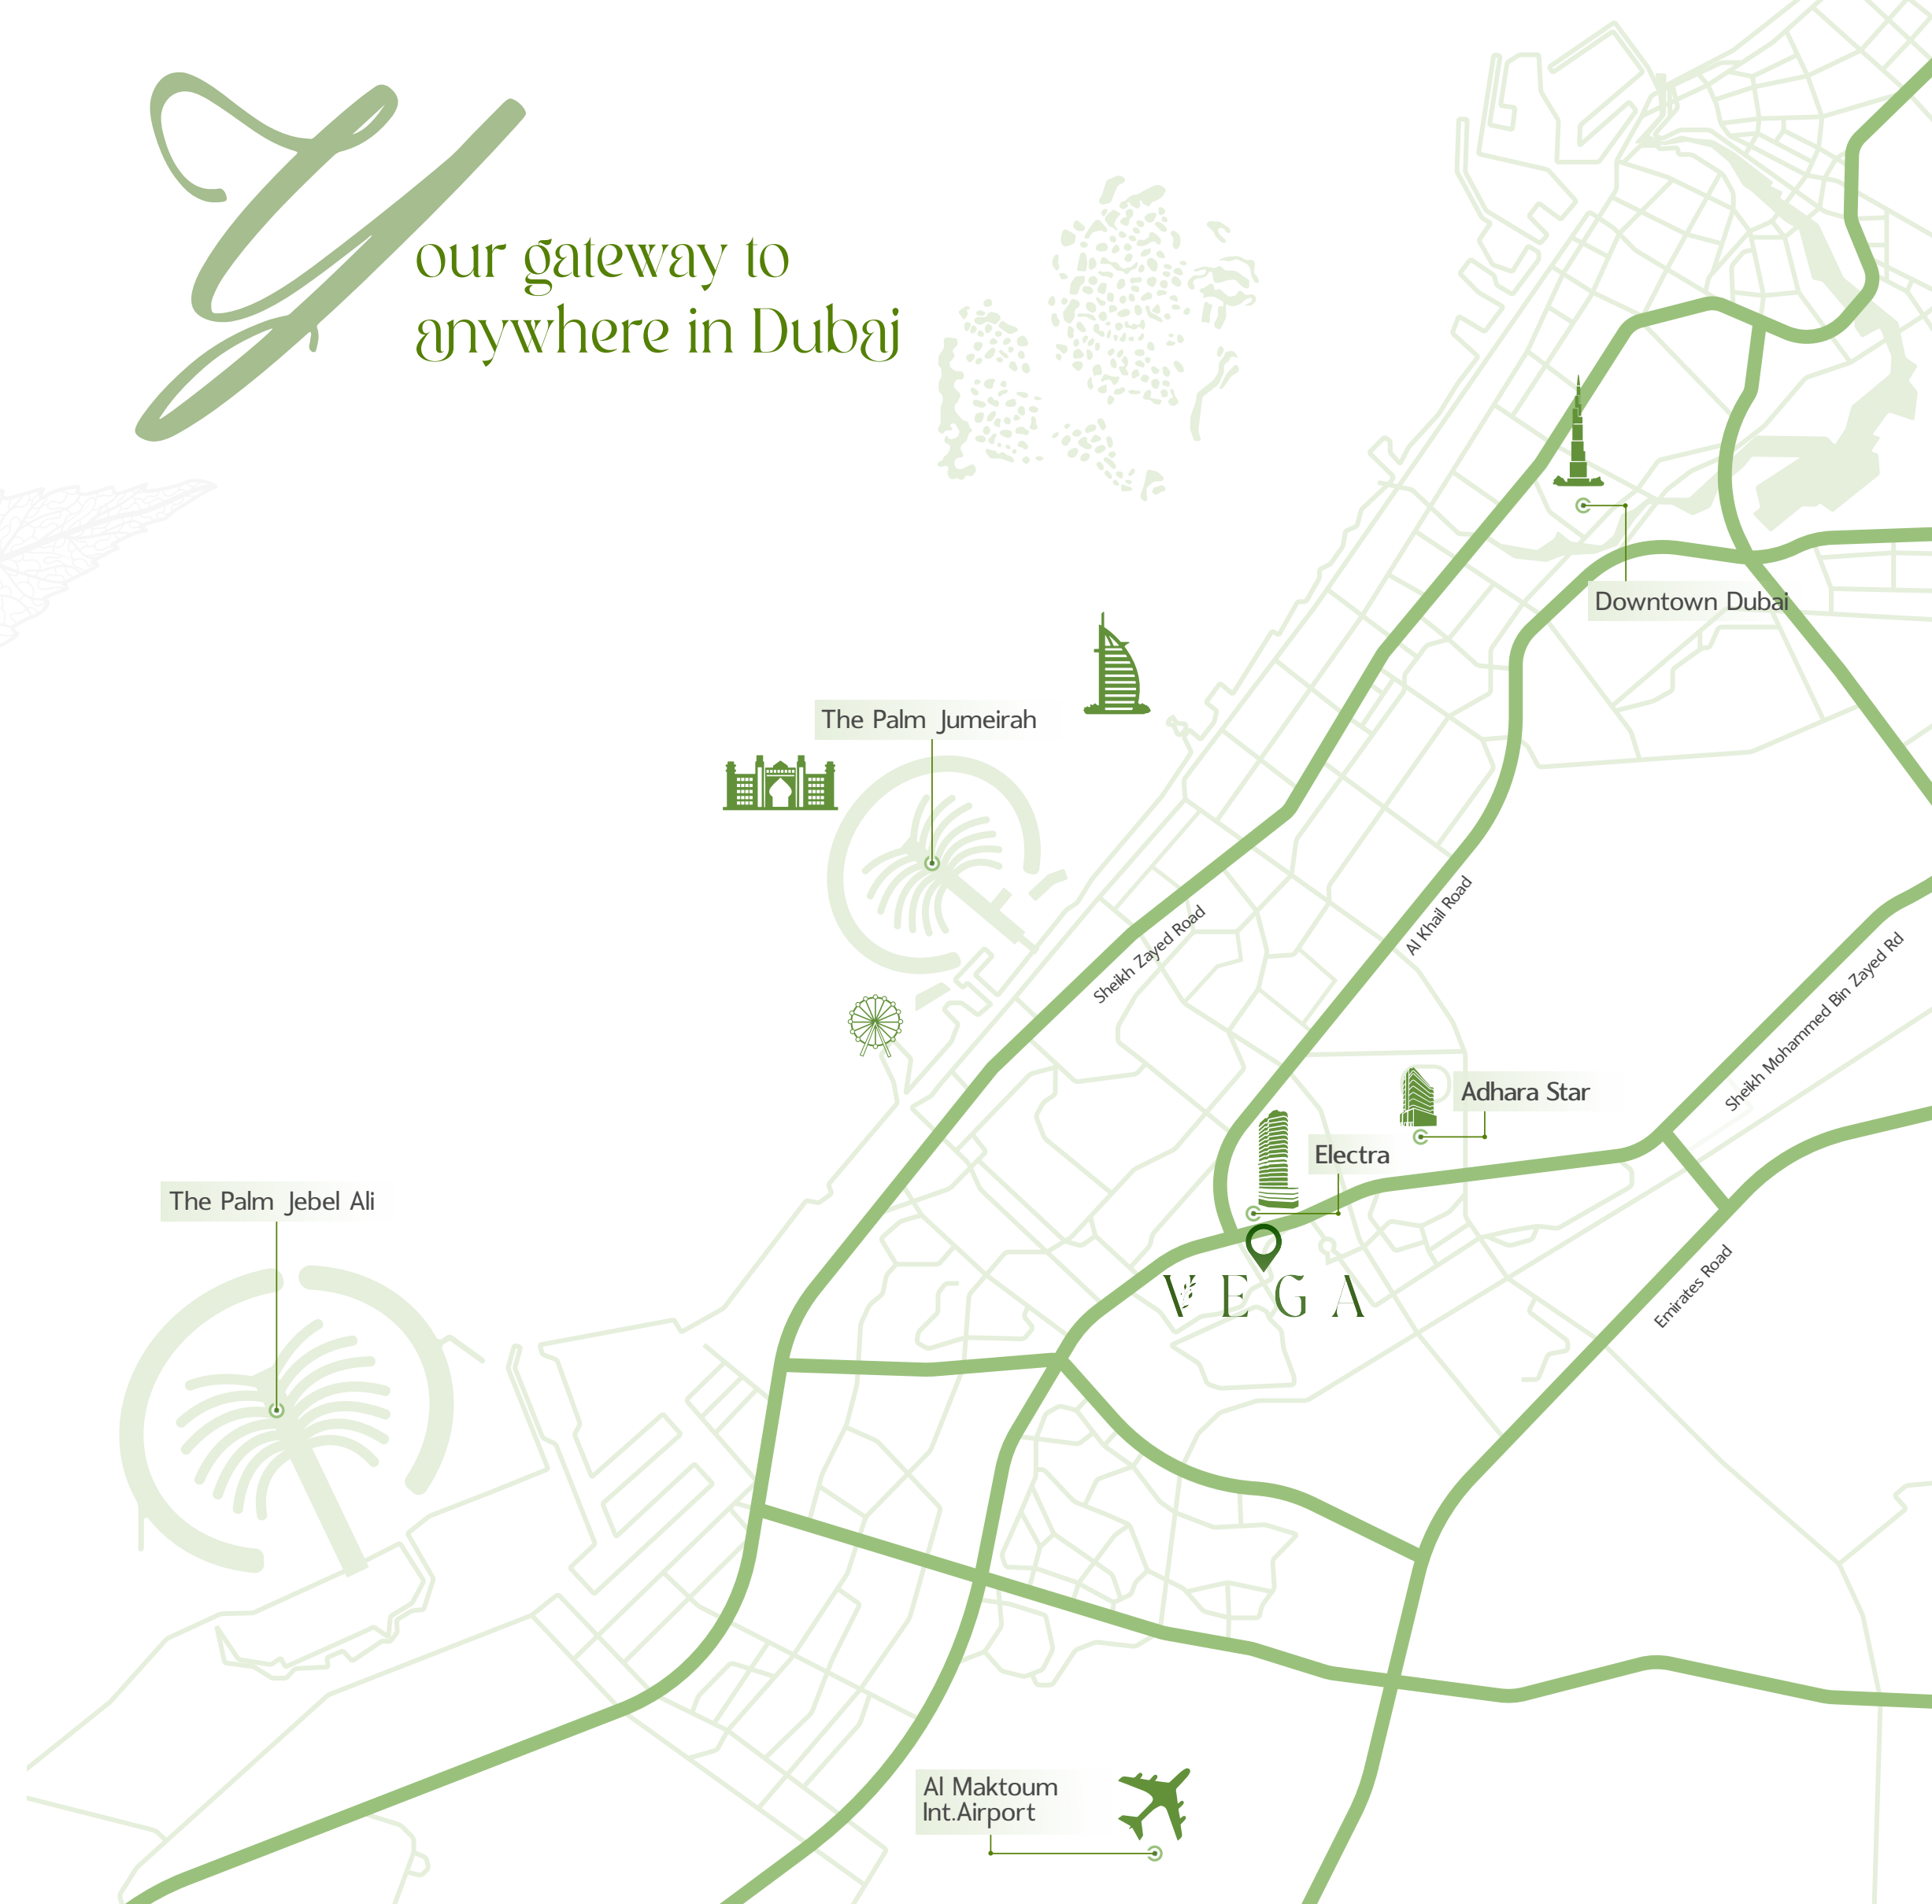 Your gateway to
anywhere in Dubai
Downtown Dubai
The Palm Jumeirah
Sheikh Zayed Road
Al Khail Road
Sheikh Mohammed Bin Zayed Rd
Adhara Star
Electra
The Palm Jebel Ali
VEGA
Emirates Road
Al Maktoum
Int.Airport